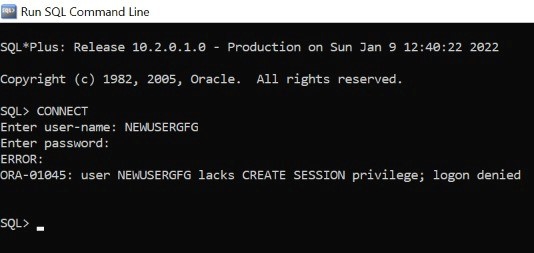 Run SQL Command Line
SQL*Plus: Release 10.2.0.1.0 - Production on Sun Jan 9 12:40:22 2022
Copyright (c) 1982, 2005, Oracle.  All rights reserved.
SQL> CONNECT
Enter user-name: NEWUSERGFG
Enter password:
ERROR:
ORA-01045: user NEWUSERGFG lacks CREATE SESSION privilege; logon denied
SQL>